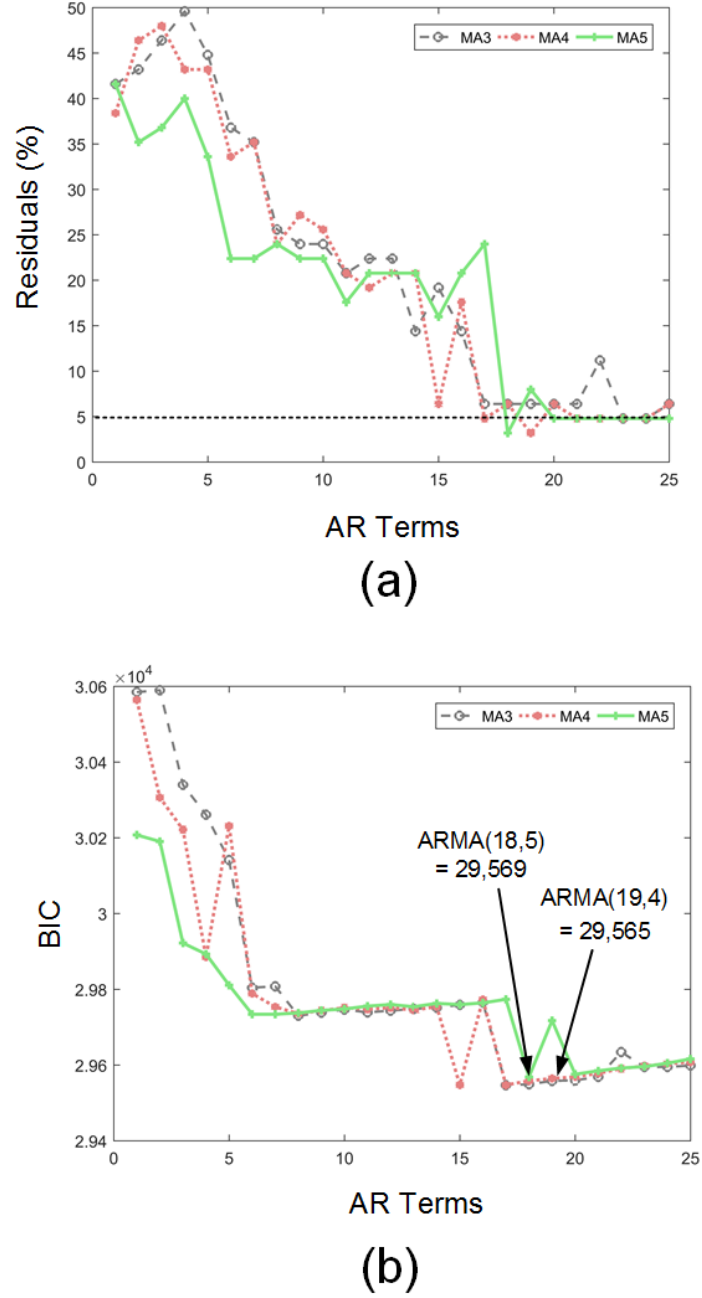 50
45
40
35
30
25
20
15
10
5
0
Residuals (%)
MA3 MA4 MA5
0 5 10 15 20 25
AR Terms
(a)
×10⁴
3.06
3.04
3.02
3
2.98
2.96
2.94
BIC
MA3 MA4 MA5
ARMA(18,5)
= 29,569
ARMA(19,4)
= 29,565
0 5 10 15 20 25
AR Terms
(b)